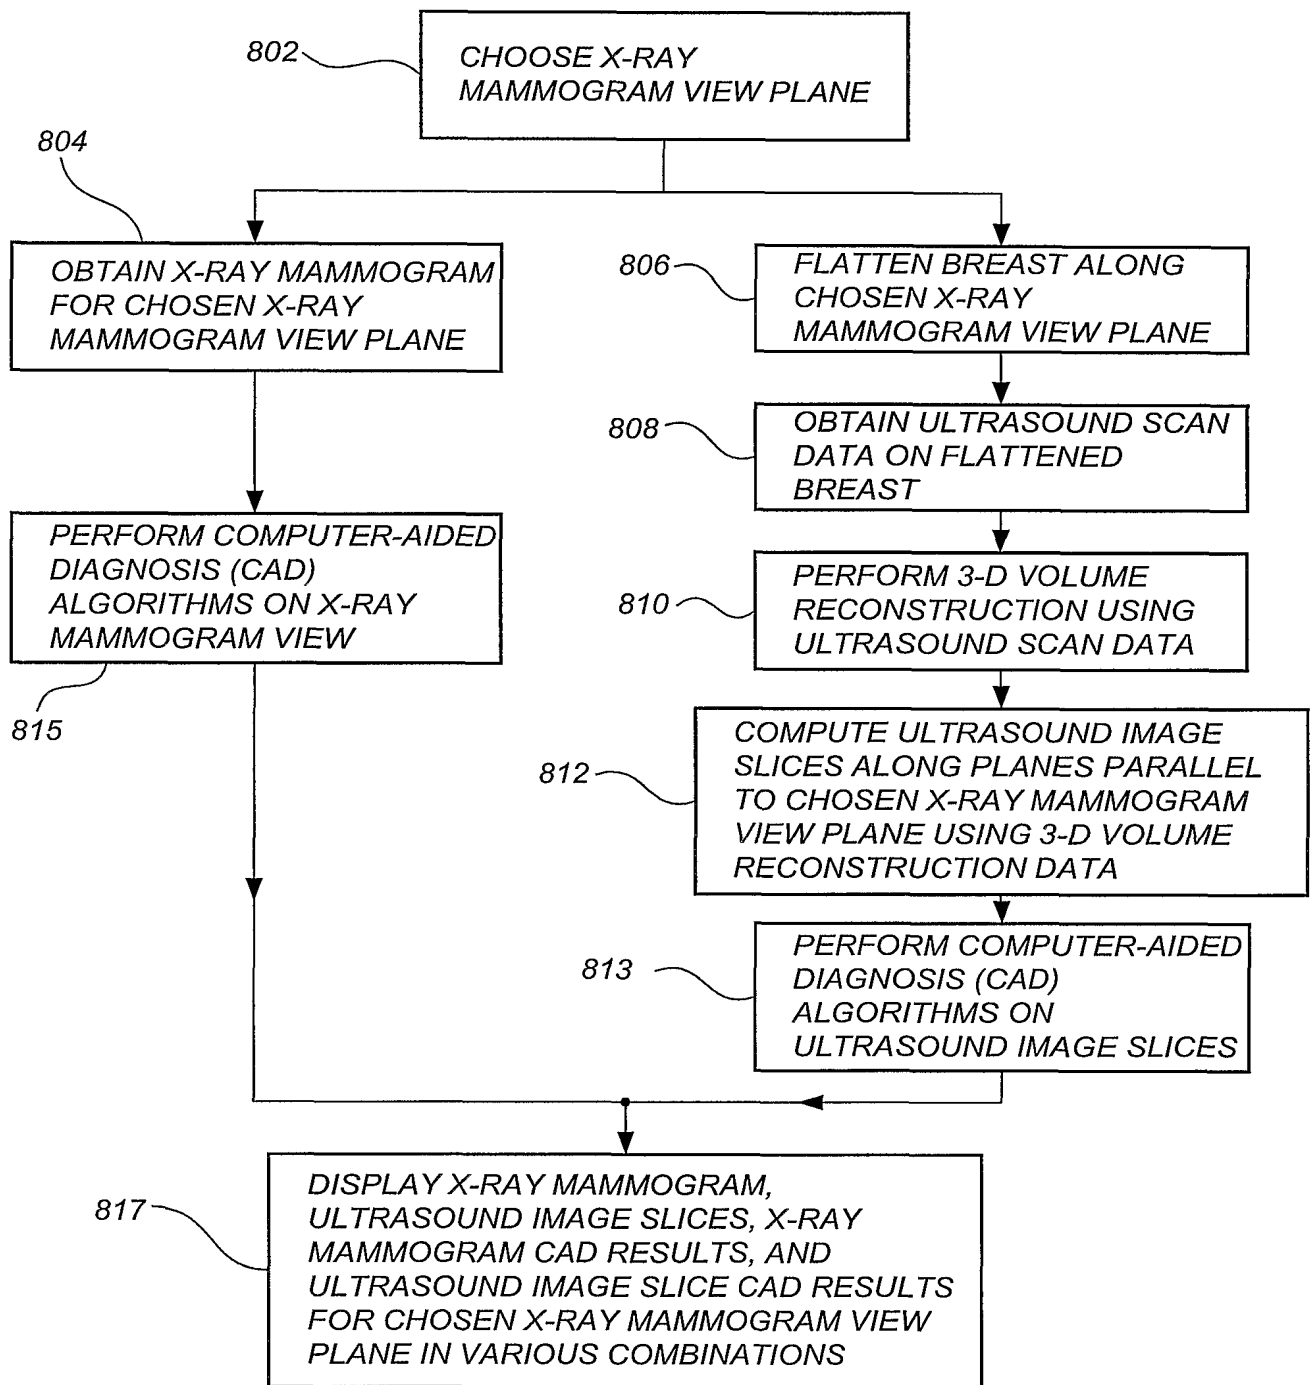 802
CHOOSE X-RAY
MAMMOGRAM VIEW PLANE
804
OBTAIN X-RAY MAMMOGRAM
FOR CHOSEN X-RAY
MAMMOGRAM VIEW PLANE
806
FLATTEN BREAST ALONG
CHOSEN X-RAY
MAMMOGRAM VIEW PLANE
808
OBTAIN ULTRASOUND SCAN
DATA ON FLATTENED
BREAST
PERFORM COMPUTER-AIDED
DIAGNOSIS (CAD)
ALGORITHMS ON X-RAY
MAMMOGRAM VIEW
815
810
PERFORM 3-D VOLUME
RECONSTRUCTION USING
ULTRASOUND SCAN DATA
812
COMPUTE ULTRASOUND IMAGE
SLICES ALONG PLANES PARALLEL
TO CHOSEN X-RAY MAMMOGRAM
VIEW PLANE USING 3-D VOLUME
RECONSTRUCTION DATA
813
PERFORM COMPUTER-AIDED
DIAGNOSIS (CAD)
ALGORITHMS ON
ULTRASOUND IMAGE SLICES
817
DISPLAY X-RAY MAMMOGRAM,
ULTRASOUND IMAGE SLICES, X-RAY
MAMMOGRAM CAD RESULTS, AND
ULTRASOUND IMAGE SLICE CAD RESULTS
FOR CHOSEN X-RAY MAMMOGRAM VIEW
PLANE IN VARIOUS COMBINATIONS